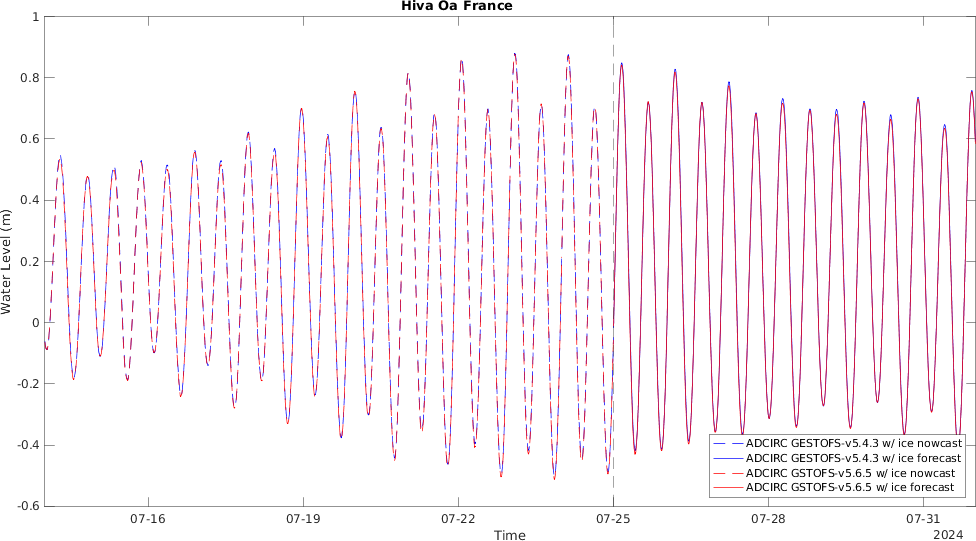 Hiva Oa France
1
0.8
0.6
0.4
0.2
0
-0.2
-0.4
-0.6
Water Level (m)
07-16 07-19 07-22 07-25 07-28 07-31
2024
Time
ADCIRC GESTOFS-v5.4.3 w/ ice nowcast
ADCIRC GESTOFS-v5.4.3 w/ ice forecast
ADCIRC GSTOFS-v5.6.5 w/ ice nowcast
ADCIRC GSTOFS-v5.6.5 w/ ice forecast